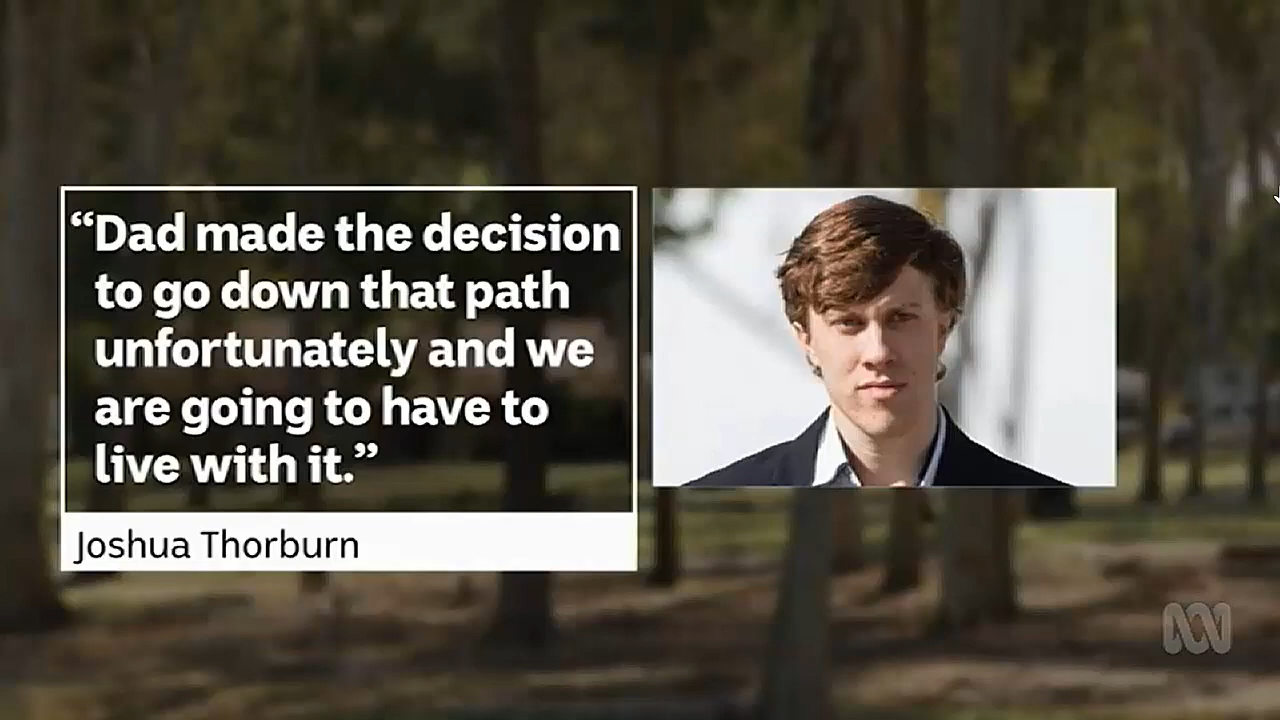 “Dad made the decision
to go down that path
unfortunately and we
are going to have to
live with it.”
Joshua Thorburn